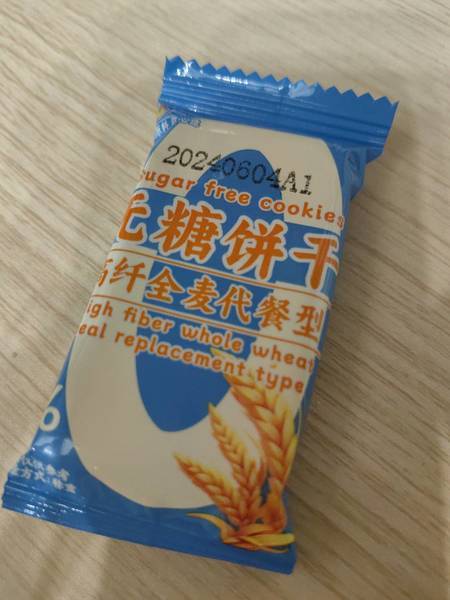 20240604A1
sugar free cookies
无糖饼干
高纤全麦代餐型
high fiber whole wheat
meal replacement type
0%